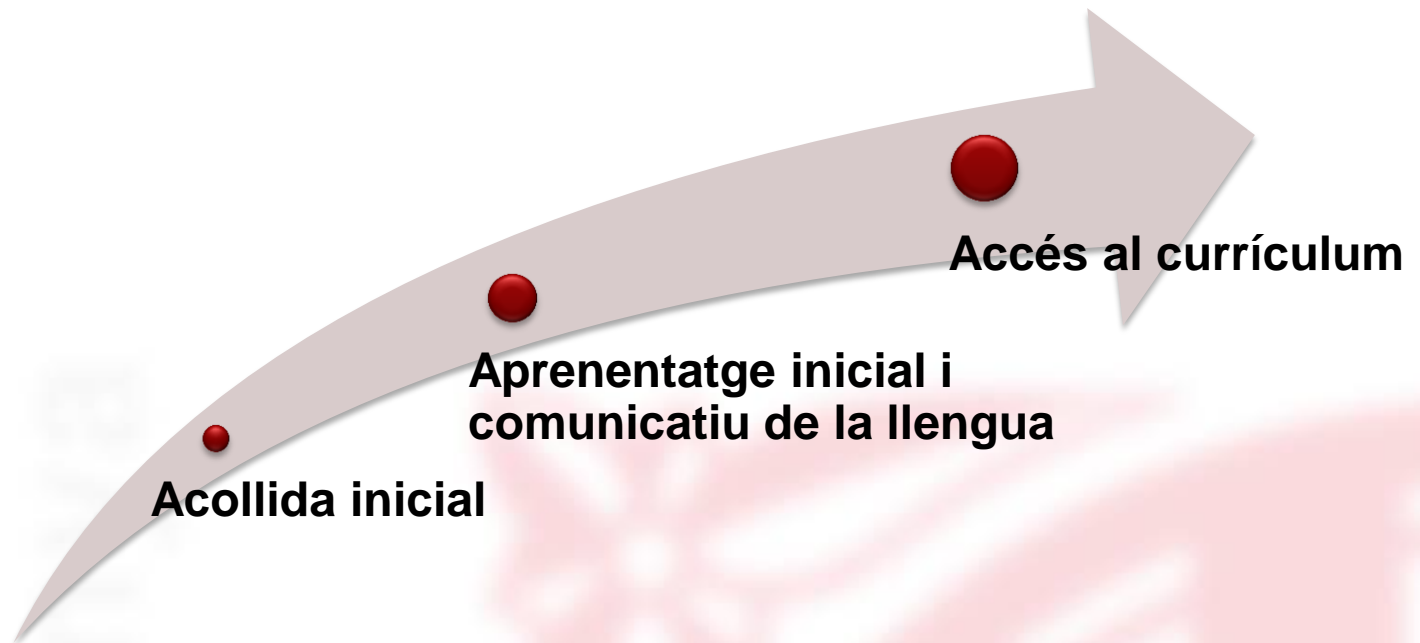 Accés al currículum
Aprenentatge inicial i
comunicatiu de la llengua
Acollida inicial